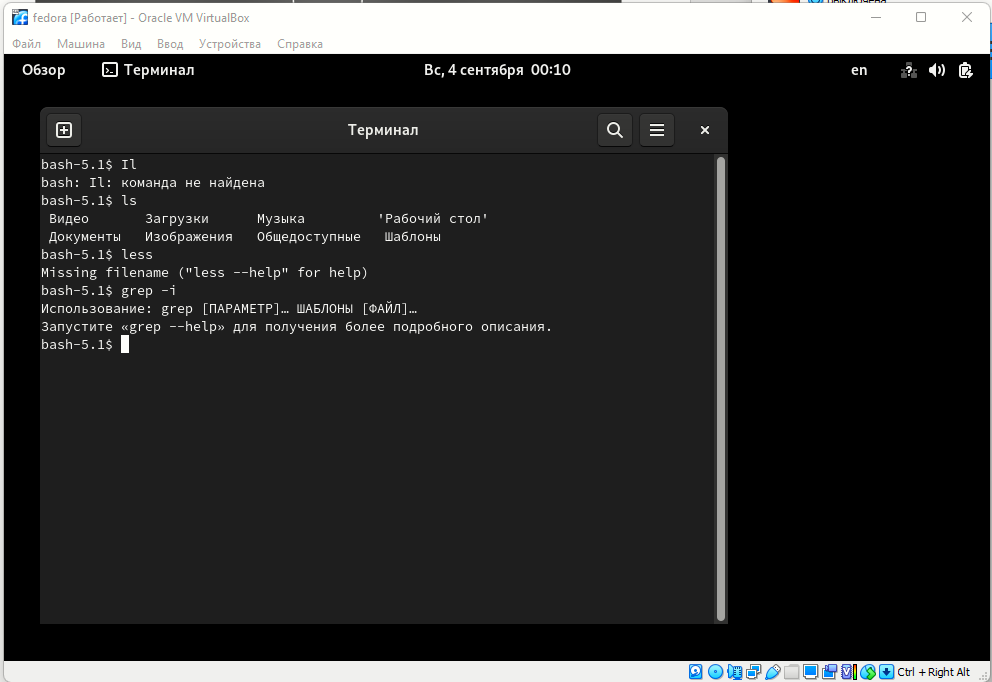 fedora [Работает] - Oracle VM VirtualBox
Файл Машина Вид Ввод Устройства Справка
Обзор Терминал Вс, 4 сентября 00:10 en
Терминал
bash-5.1$ Il
bash: Il: команда не найдена
bash-5.1$ ls
Видео Загрузки Музыка 'Рабочий стол'
Документы Изображения Общедоступные Шаблоны
bash-5.1$ less
Missing filename ("less --help" for help)
bash-5.1$ grep -i
Использование: grep [ПАРАМЕТР]… ШАБЛОНЫ [ФАЙЛ]…
Запустите «grep --help» для получения более подробного описания.
bash-5.1$
Ctrl + Right Alt